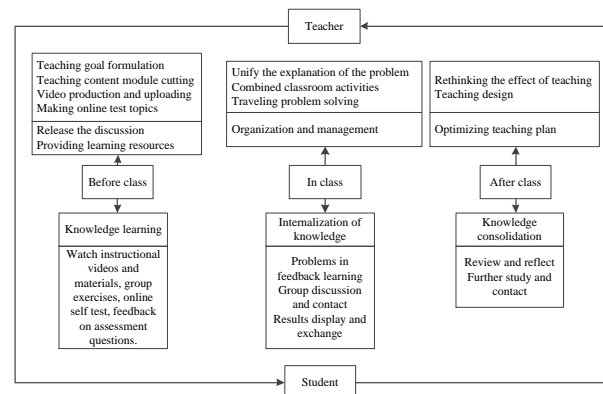 Teacher
Teaching goal formulation
Teaching content module cutting
Video production and uploading
Making online test topics
Release the discussion
Providing learning resources
Unify the explanation of the problem
Combined classroom activities
Traveling problem solving
Organization and management
Rethinking the effect of teaching
Teaching design
Optimizing teaching plan
Before class
In class
After class
Knowledge learning
Watch instructional
videos and
materials, group
exercises, online
self test, feedback
on assessment
questions.
Internalization of
knowledge
Problems in
feedback learning
Group discussion
and contact
Results display and
exchange
Knowledge
consolidation
Review and reflect
Further study and
contact
Student